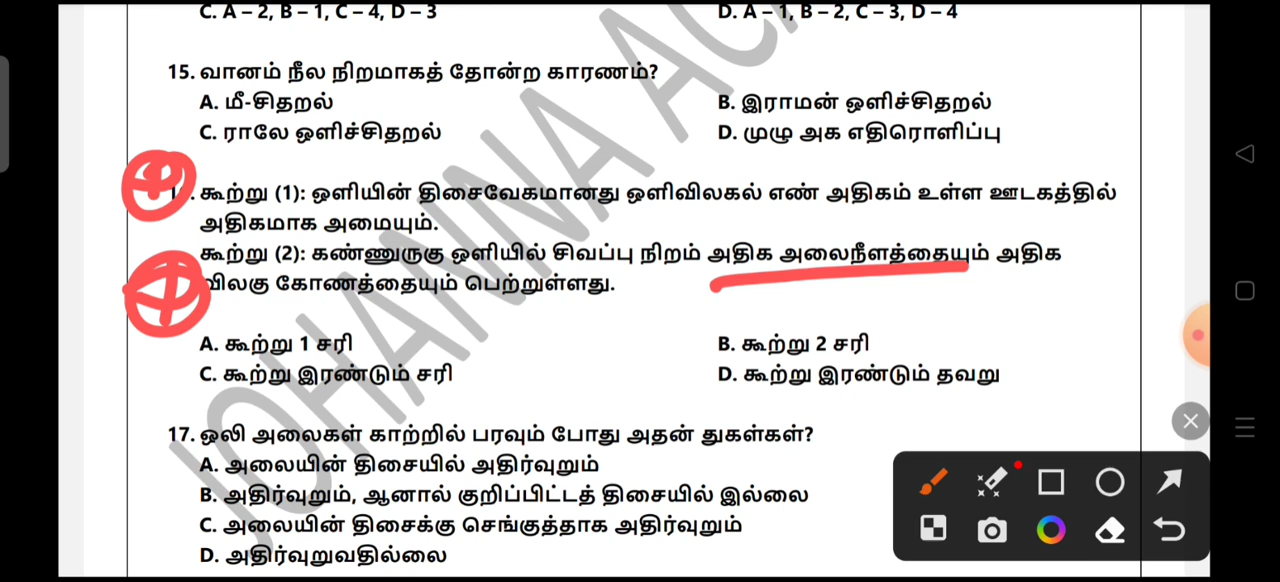 C. A – 2, B – 1, C – 4, D – 3
D. A – 1, B – 2, C – 3, D – 4
15. வானம் நீல நிறமாகத் தோன்ற காரணம்?
A. மீ-சிதறல்
B. இராமன் ஒளிச்சிதறல்
C. ராலே ஒளிச்சிதறல்
D. முழு அக எதிரொளிப்பு
கூற்று (1): ஒளியின் திசைவேகமானது ஒளிவிலகல் எண் அதிகம் உள்ள ஊடகத்தில்
அதிகமாக அமையும்.
கூற்று (2): கண்ணுருகு ஒளியில் சிவப்பு நிறம் அதிக அலைநீளத்தையும் அதிக
விலகு கோணத்தையும் பெற்றுள்ளது.
A. கூற்று 1 சரி
B. கூற்று 2 சரி
C. கூற்று இரண்டும் சரி
D. கூற்று இரண்டும் தவறு
17. ஒலி அலைகள் காற்றில் பரவும் போது அதன் துகள்கள்?
A. அலையின் திசையில் அதிர்வுறும்
B. அதிர்வுறும், ஆனால் குறிப்பிட்டத் திசையில் இல்லை
C. அலையின் திசைக்கு செங்குத்தாக அதிர்வுறும்
D. அதிர்வுறுவதில்லை
JOHANNA